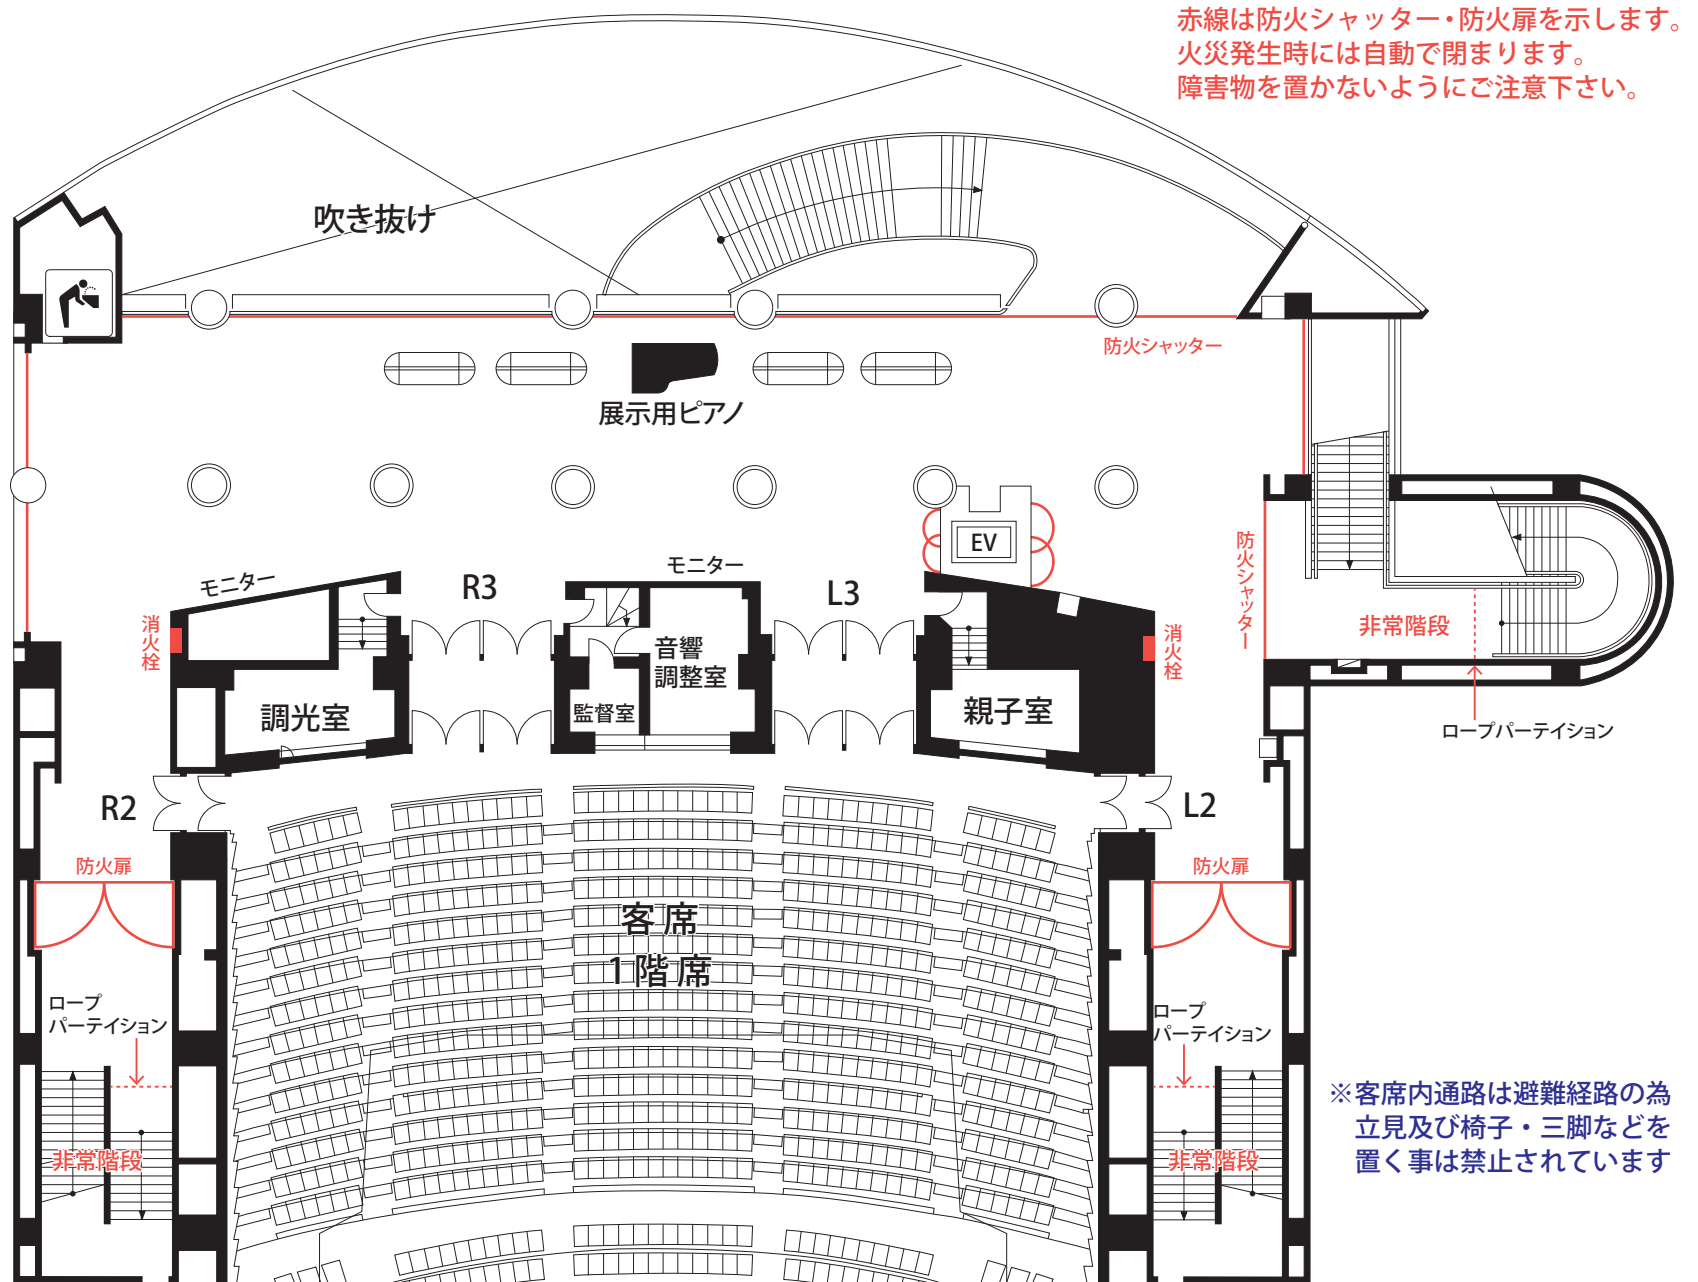 赤線は防火シャッター・防火扉を示します。
火災発生時には自動で閉まります。
障害物を置かないようにご注意下さい。
吹き抜け
防火シャッター
展示用ピアノ
EV
モニター
R3
モニター
L3
防火シャッター
消火栓
消火栓
非常階段
音響
調整室
調光室
監督室
親子室
ロープパーテイション
R2
L2
防火扉
防火扉
客席
1階席
ロープ
パーテイション
ロープ
パーテイション
非常階段
非常階段
※客席内通路は避難経路の為
立見及び椅子・三脚などを
置く事は禁止されています